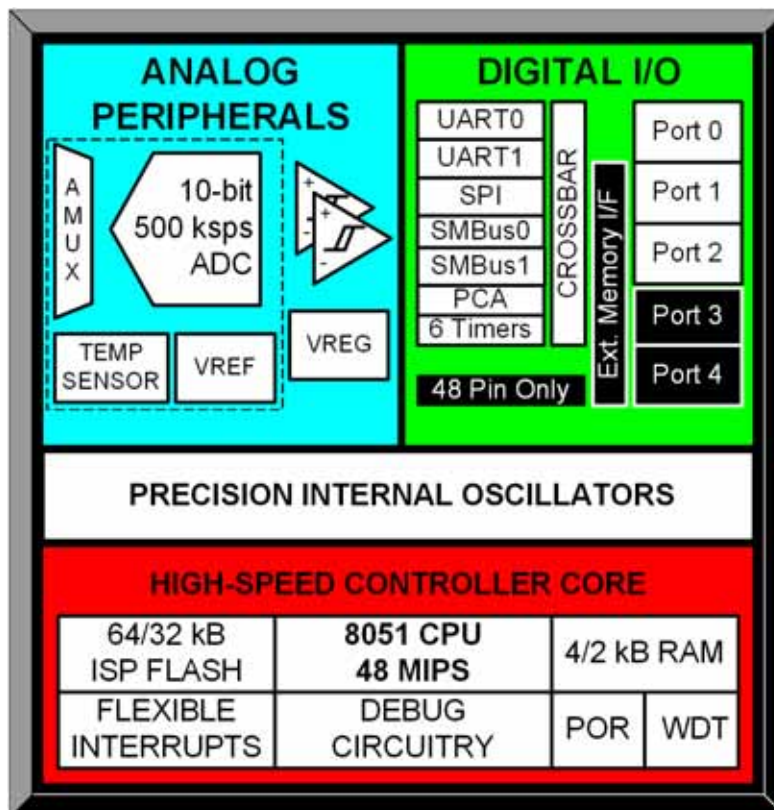 ANALOG
PERIPHERALS
A
M
U
X
10-bit
500 ksps
ADC
+
-
+
-
TEMP
SENSOR
VREF
VREG
DIGITAL I/O
UART0
UART1
SPI
SMBus0
SMBus1
PCA
6 Timers
CROSSBAR
Ext. Memory I/F
Port 0
Port 1
Port 2
Port 3
Port 4
48 Pin Only
PRECISION INTERNAL OSCILLATORS
HIGH-SPEED CONTROLLER CORE
64/32 kB
ISP FLASH
8051 CPU
48 MIPS
4/2 kB RAM
FLEXIBLE
INTERRUPTS
DEBUG
CIRCUITRY
POR
WDT